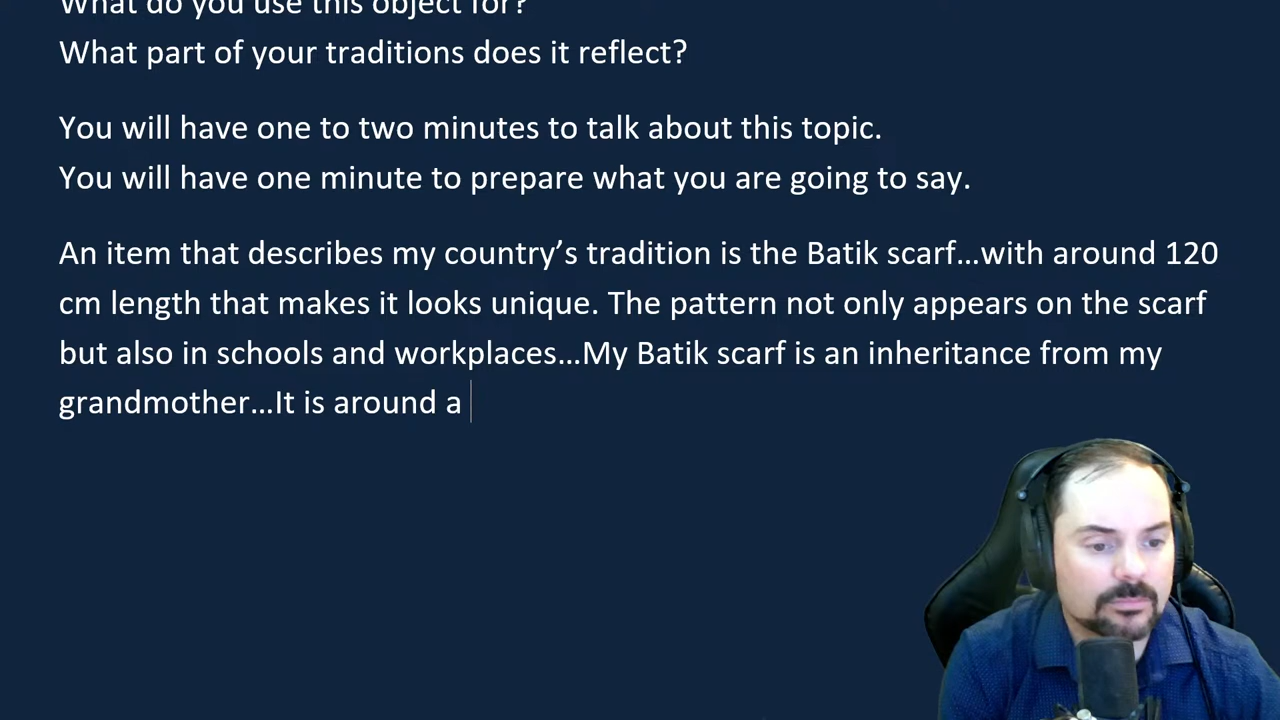 What do you use this object for?
What part of your traditions does it reflect?
You will have one to two minutes to talk about this topic.
You will have one minute to prepare what you are going to say.
An item that describes my country’s tradition is the Batik scarf…with around 120
cm length that makes it looks unique. The pattern not only appears on the scarf
but also in schools and workplaces…My Batik scarf is an inheritance from my
grandmother…It is around a